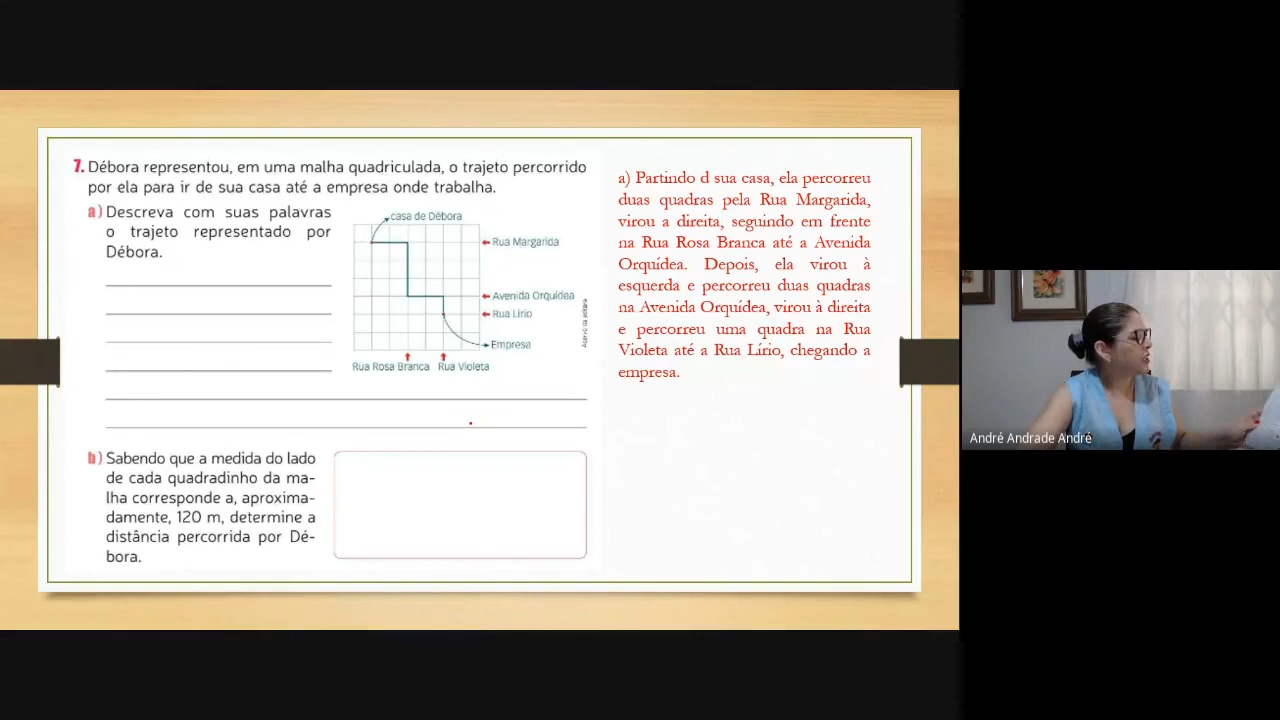 7. Débora representou, em uma malha quadriculada, o trajeto percorrido
por ela para ir de sua casa até a empresa onde trabalha.
a) Descreva com suas palavras
o trajeto representado por
Débora.
casa de Débora
Rua Margarida
Avenida Orquídea
Rua Lírio
Empresa
Rua Rosa Branca
Rua Violeta
b) Sabendo que a medida do lado
de cada quadradinho da ma-
lha corresponde a, aproxima-
damente, 120 m, determine a
distância percorrida por Dé-
bora.
a) Partindo d sua casa, ela percorreu
duas quadras pela Rua Margarida,
virou a direita, seguindo em frente
na Rua Rosa Branca até a Avenida
Orquídea. Depois, ela virou à
esquerda e percorreu duas quadras
na Avenida Orquídea, virou à direita
e percorreu uma quadra na Rua
Violeta até a Rua Lírio, chegando a
empresa.
André Andrade André